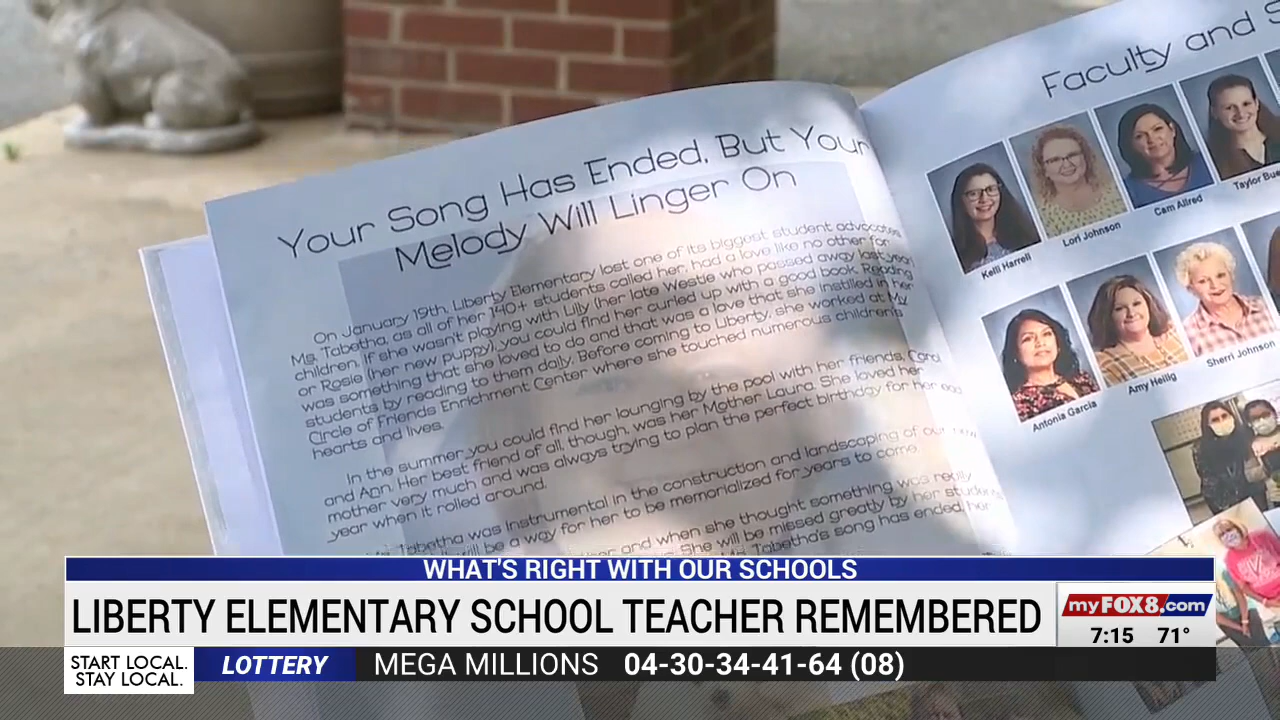 Your Song Has Ended, But Your
Melody Will Linger On
On January 19th, Liberty Elementary lost one of its biggest student advocates
Ms. Tabetha, as all of her 140+ students called her, had a love like no other for
children. If she wasn't playing with Lilly (her late Westie who passed away last year)
or Rosie (her new puppy), you could find her curled up with a good book. Reading
was something that she loved to do and that was a love that she instilled in her
students by reading to them daily. Before coming to Liberty, she worked at My
Circle of Friends Enrichment Center where she touched numerous children's
hearts and lives.
In the summer you could find her lounging by the pool with her friends, Carol
and Ann. Her best friend of all, though, was her Mother Laura. She loved her
mother very much and was always trying to plan the perfect birthday for her each
year when it rolled around.
Tabetha was instrumental in the construction and landscaping of our new
will be a way for her to be memorialized for years to come.
and when she thought something was really
She will be missed greatly by her students
Ms. Tabetha's song has ended, her
Faculty and S
Kelli Harrell
Lori Johnson
Cam Allred
Taylor Bue
Antonia Garcia
Amy Heilig
Sherri Johnson
WHAT'S RIGHT WITH OUR SCHOOLS
LIBERTY ELEMENTARY SCHOOL TEACHER REMEMBERED
myFOX8.com
7:15 71°
START LOCAL.
STAY LOCAL.
LOTTERY MEGA MILLIONS 04-30-34-41-64 (08)